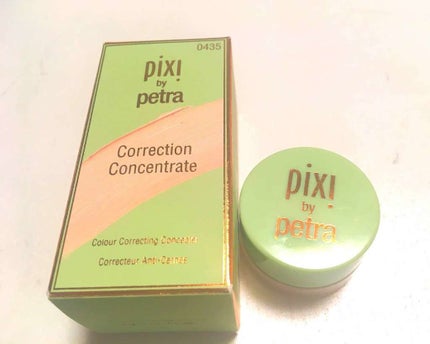 0435
pixi
by
petra
Correction
Concentrate
Colour Correcting Concealer
Correcteur Anti-Cernes
pixi
by
petra